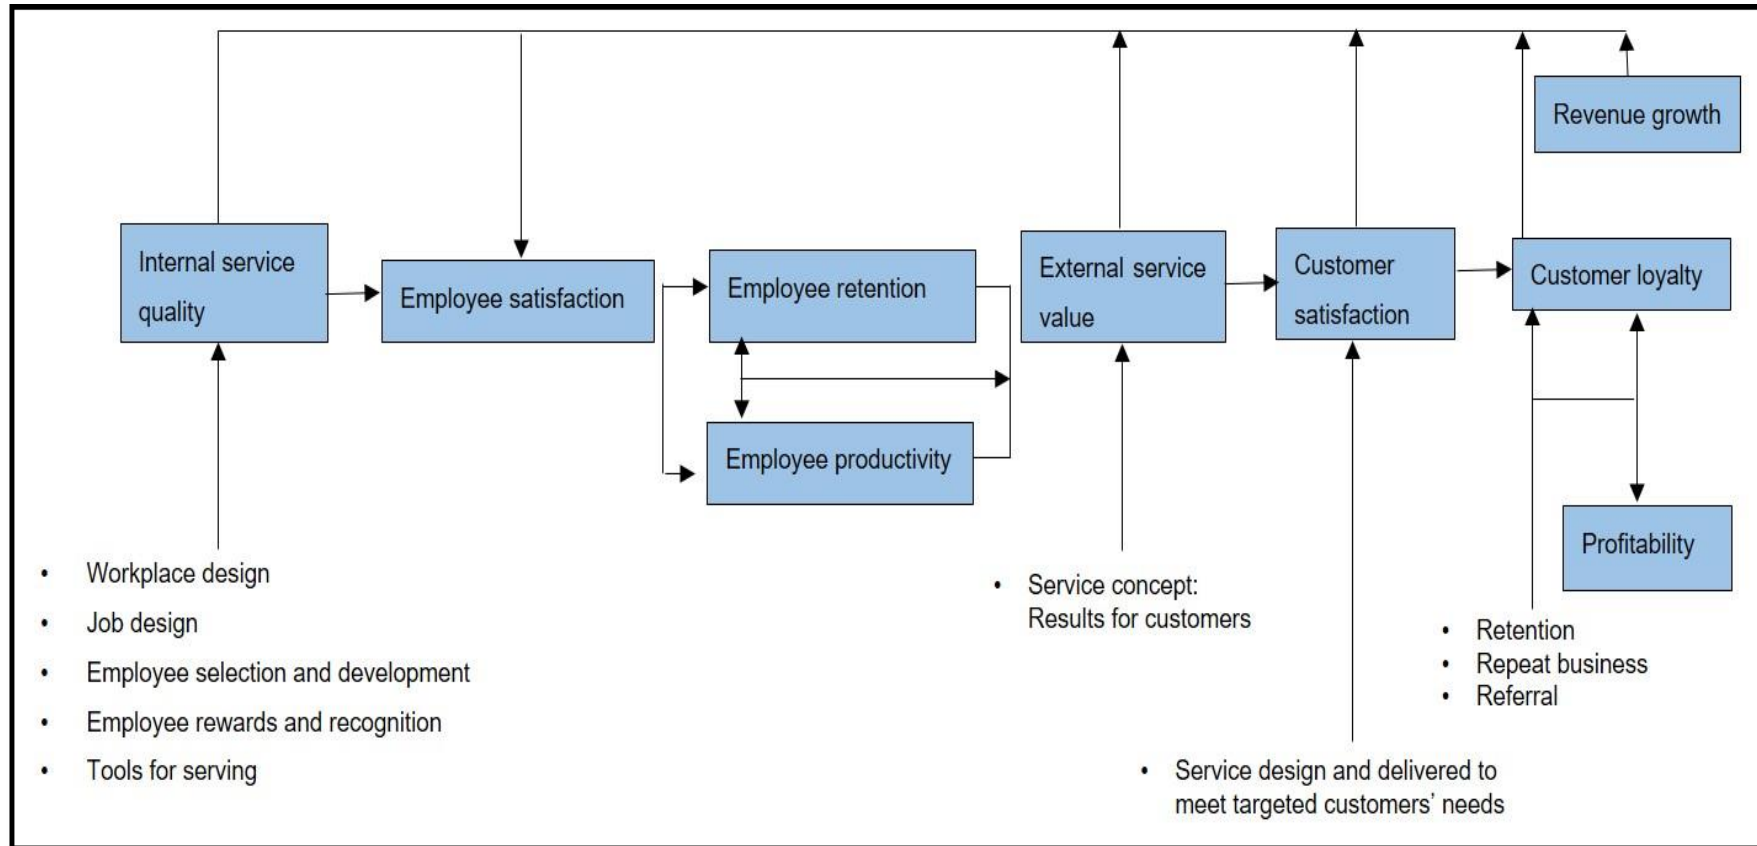 Revenue growth
Internal service
quality
Employee satisfaction
Employee retention
Employee productivity
External service
value
Customer
satisfaction
Customer loyalty
Profitability
• Workplace design
• Job design
• Employee selection and development
• Employee rewards and recognition
• Tools for serving
• Service concept:
Results for customers
• Service design and delivered to
meet targeted customers’ needs
• Retention
• Repeat business
• Referral